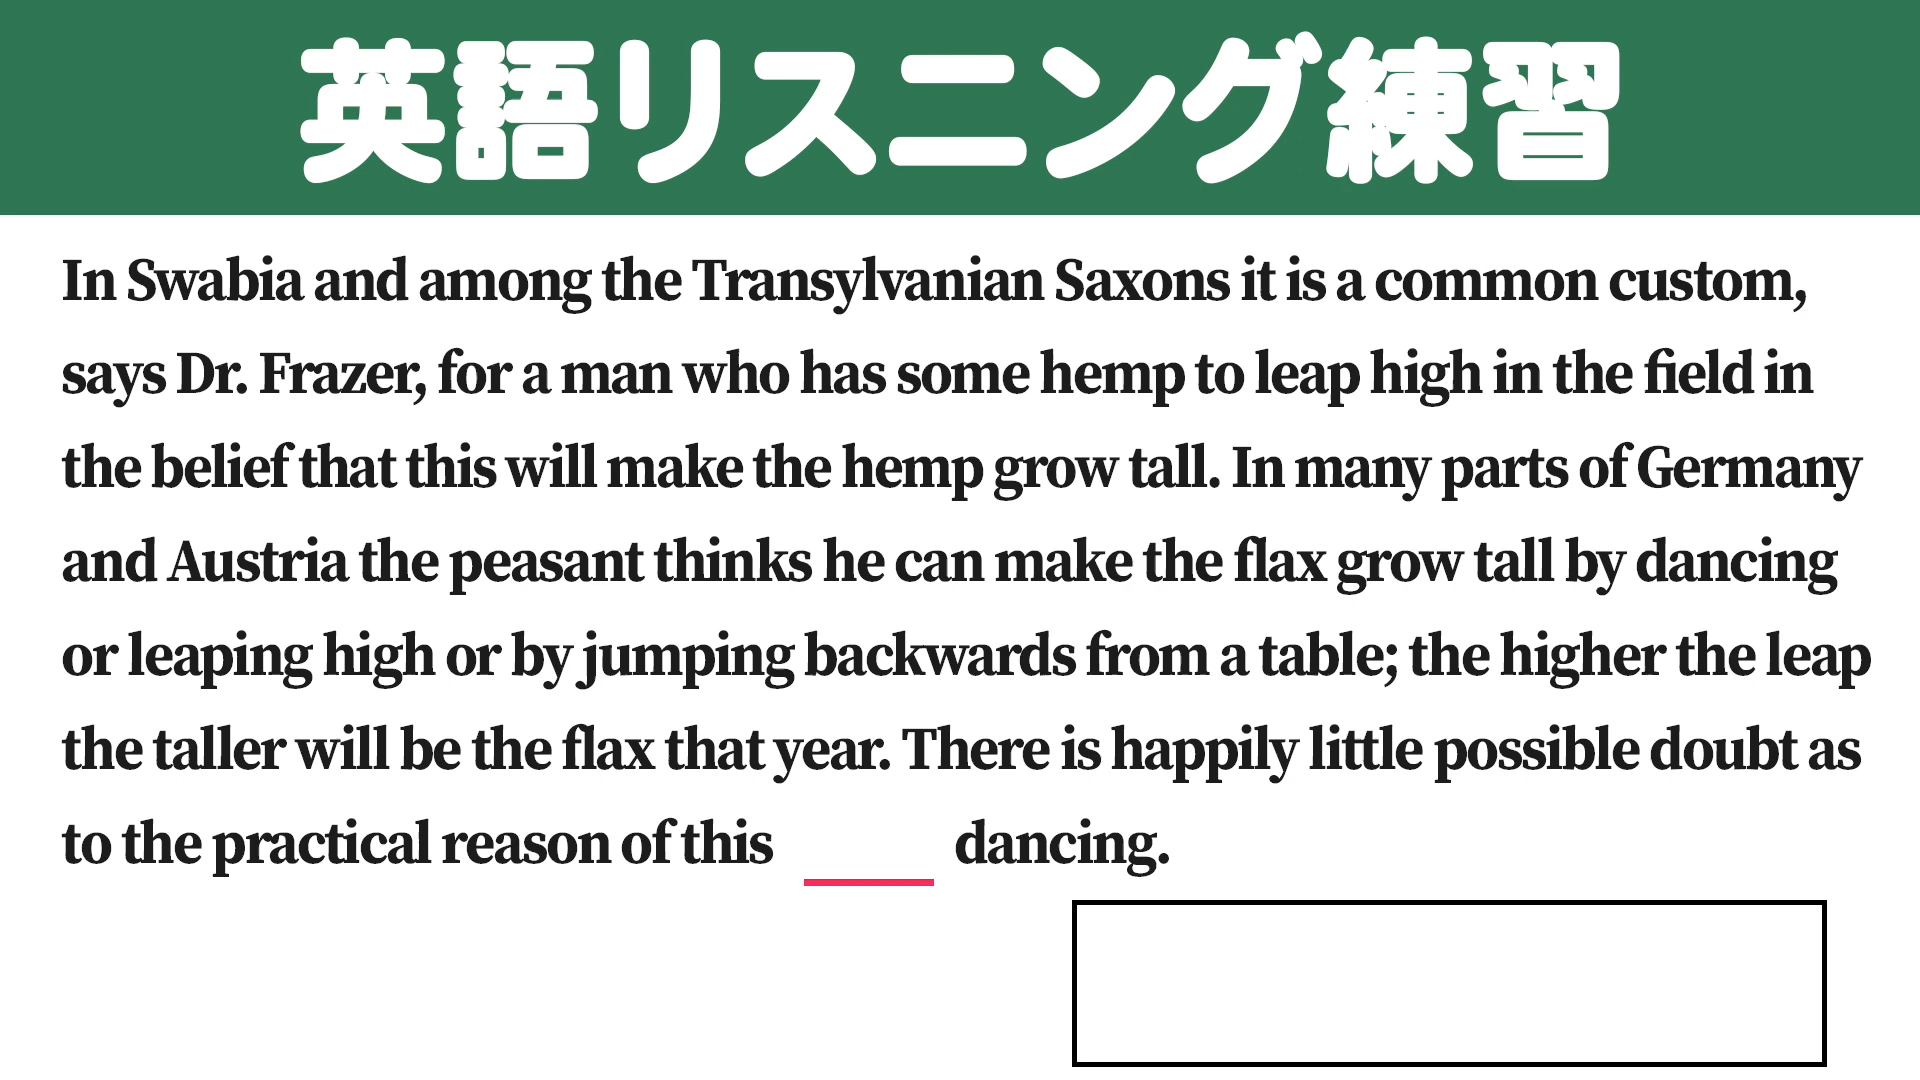 英語リスニング練習
In Swabia and among the Transylvanian Saxons it is a common custom,
says Dr. Frazer, for a man who has some hemp to leap high in the field in
the belief that this will make the hemp grow tall. In many parts of Germany
and Austria the peasant thinks he can make the flax grow tall by dancing
or leaping high or by jumping backwards from a table; the higher the leap
the taller will be the flax that year. There is happily little possible doubt as
to the practical reason of this dancing.